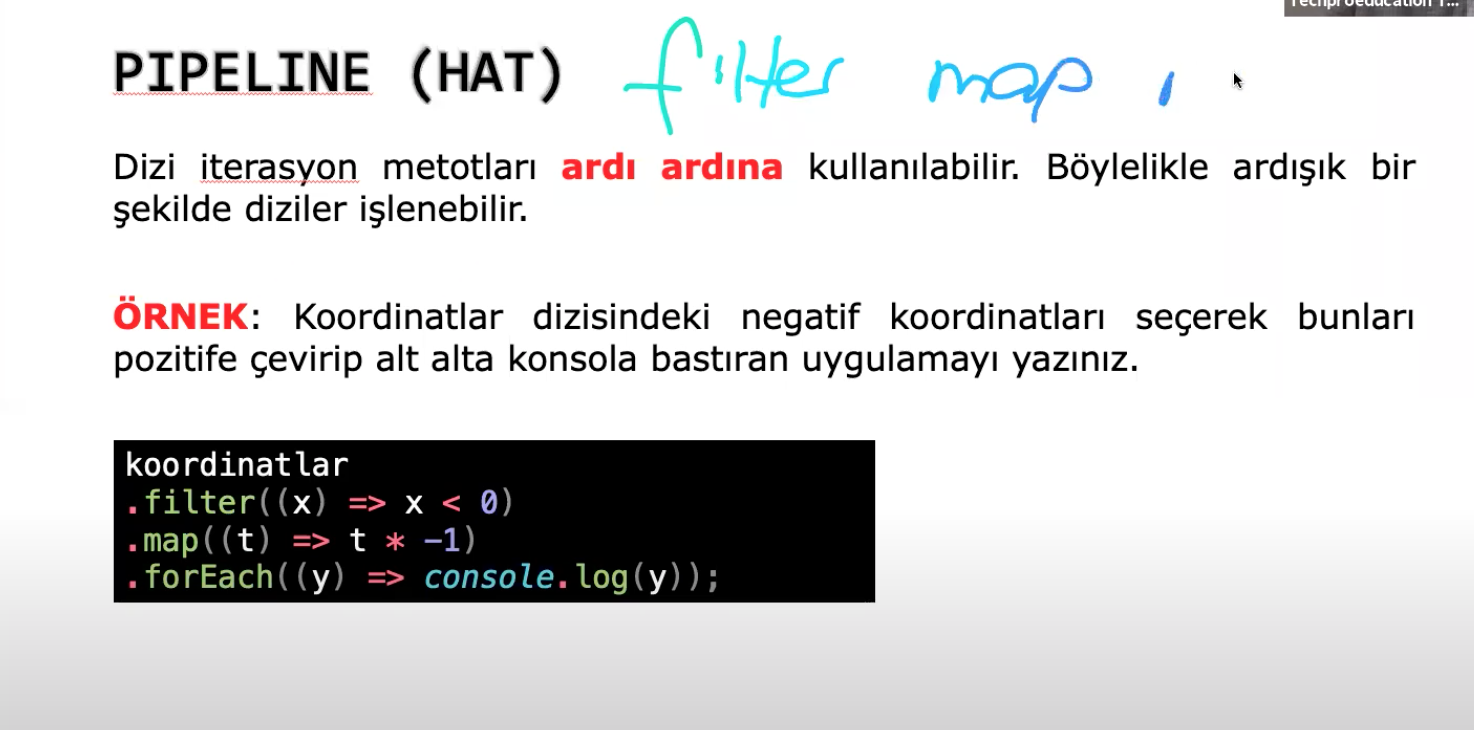 Techproeducation T...
PIPELINE (HAT) filter map
Dizi iterasyon metotları ardı ardına kullanılabilir. Böylelikle ardışık bir
şekilde diziler işlenebilir.
ÖRNEK: Koordinatlar dizisindeki negatif koordinatları seçerek bunları
pozitife çevirip alt alta konsola bastıran uygulamayı yazınız.
koordinatlar
.filter((x) => x < 0)
.map((t) => t * -1)
.forEach((y) => console.log(y));